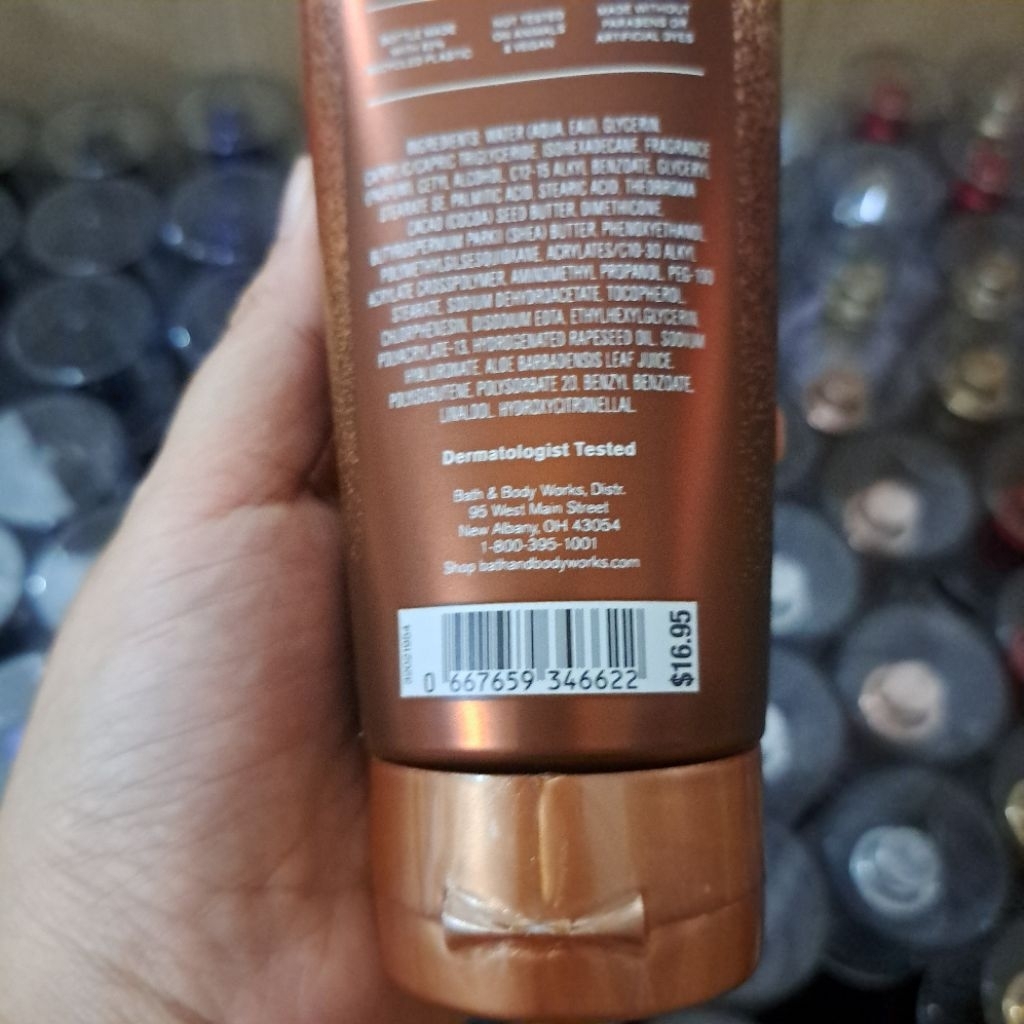 BOTTLE MADE
WITH
RECYCLED PLASTIC
NOT TESTED
ON ANIMALS
& VEGAN
MADE WITHOUT
PARABENS OR
ARTIFICIAL DYES
INGREDIENTS: WATER (AQUA, EAU), GLYCERIN,
CAPRYLIC/CAPRIC TRIGLYCERIDE, ISOHEXADECANE, FRAGRANCE
(PARFUM), CETYL ALCOHOL, C12-15 ALKYL BENZOATE, GLYCERYL
STEARATE SE, PALMITIC ACID, STEARIC ACID, THEOBROMA
CACAO (COCOA) SEED BUTTER, DIMETHICONE,
BUTYROSPERMUM PARKII (SHEA) BUTTER, PHENOXYETHANOL,
POLYMETHYLSILSESQUIOXANE, ACRYLATES/C10-30 ALKYL
ACRYLATE CROSSPOLYMER, AMINOMETHYL PROPANOL, PEG-100
STEARATE, SODIUM DEHYDROACETATE, TOCOPHEROL,
CHLORPHENESIN, DISODIUM EDTA, ETHYLHEXYLGLYCERIN,
POLYACRYLATE-13, HYDROGENATED RAPESEED OIL, SODIUM
HYALURONATE, ALOE BARBADENSIS LEAF JUICE,
POLYISOBUTENE, POLYSORBATE 20, BENZYL BENZOATE,
LINALOOL, HYDROXYCITRONELLAL.
Dermatologist Tested
Bath & Body Works, Distr.
95 West Main Street
New Albany, OH 43054
1-800-395-1001
Shop bathandbodyworks.com
0 667659 346622
$16.95